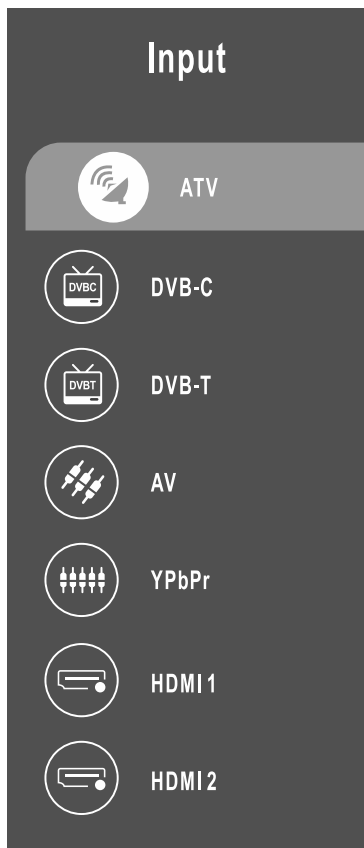 Input
ATV
DVBC
DVB-C
DVBT
DVB-T
AV
YPbPr
HDMI 1
HDMI 2